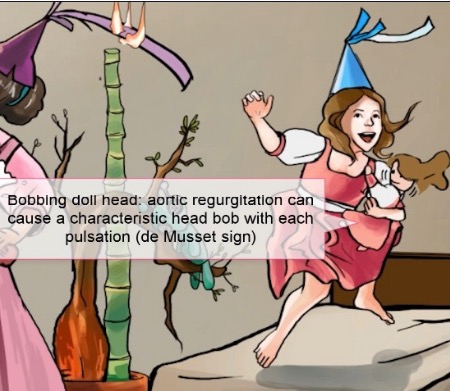 Bobbing doll head: aortic regurgitation can
cause a characteristic head bob with each
pulsation (de Musset sign)